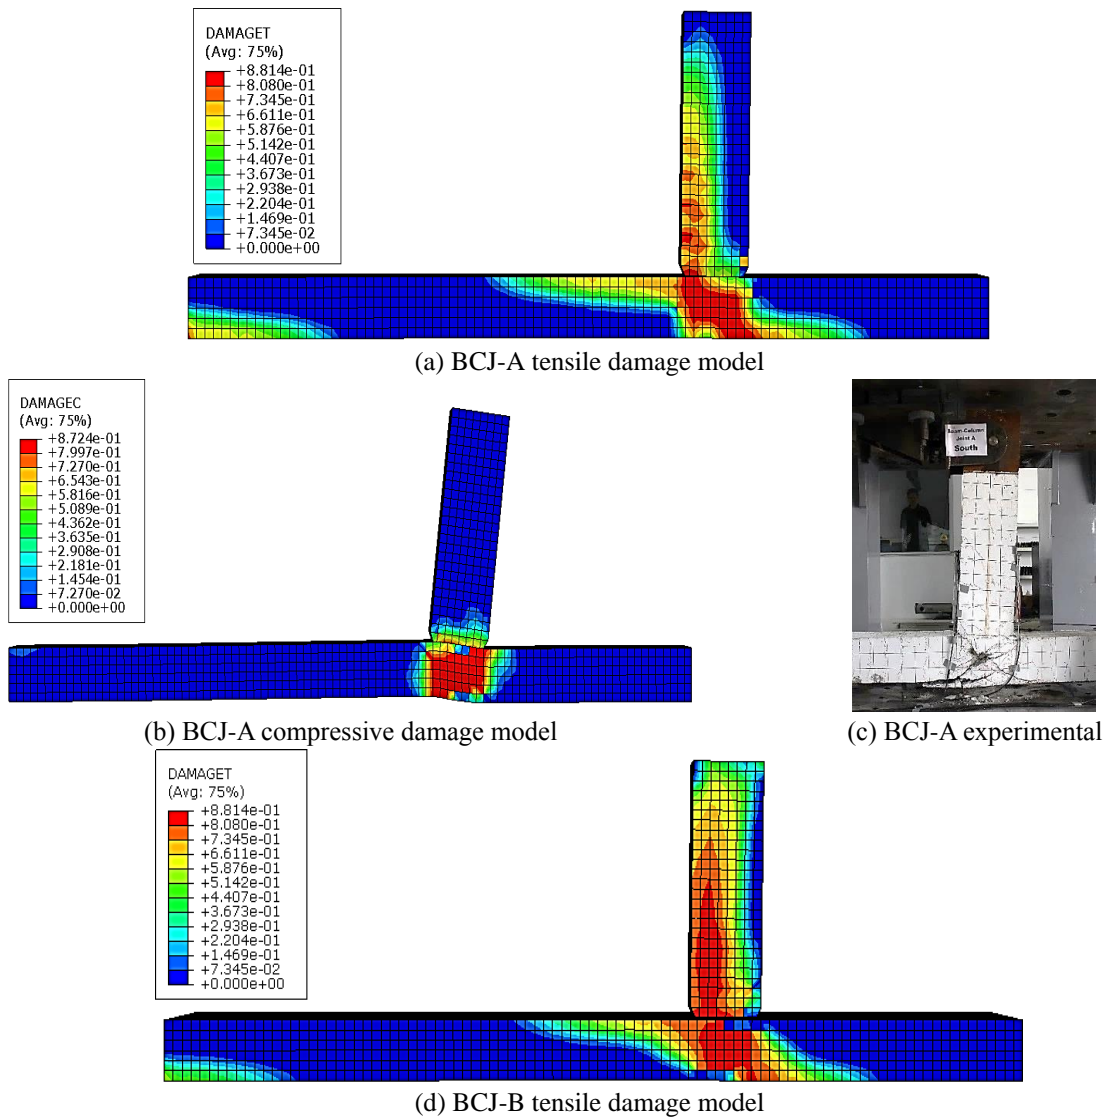 DAMAGET
(Avg: 75%)
+8.814e-01
+8.080e-01
+7.345e-01
+6.611e-01
+5.876e-01
+5.142e-01
+4.407e-01
+3.673e-01
+2.938e-01
+2.204e-01
+1.469e-01
+7.345e-02
+0.000e+00
(a) BCJ-A tensile damage model
DAMAGEC
(Avg: 75%)
+8.724e-01
+7.997e-01
+7.270e-01
+6.543e-01
+5.816e-01
+5.089e-01
+4.362e-01
+3.635e-01
+2.908e-01
+2.181e-01
+1.454e-01
+7.270e-02
+0.000e+00
Beam-Column
Joint A
South
(b) BCJ-A compressive damage model
(c) BCJ-A experimental
DAMAGET
(Avg: 75%)
+8.814e-01
+8.080e-01
+7.345e-01
+6.611e-01
+5.876e-01
+5.142e-01
+4.407e-01
+3.673e-01
+2.938e-01
+2.204e-01
+1.469e-01
+7.345e-02
+0.000e+00
(d) BCJ-B tensile damage model